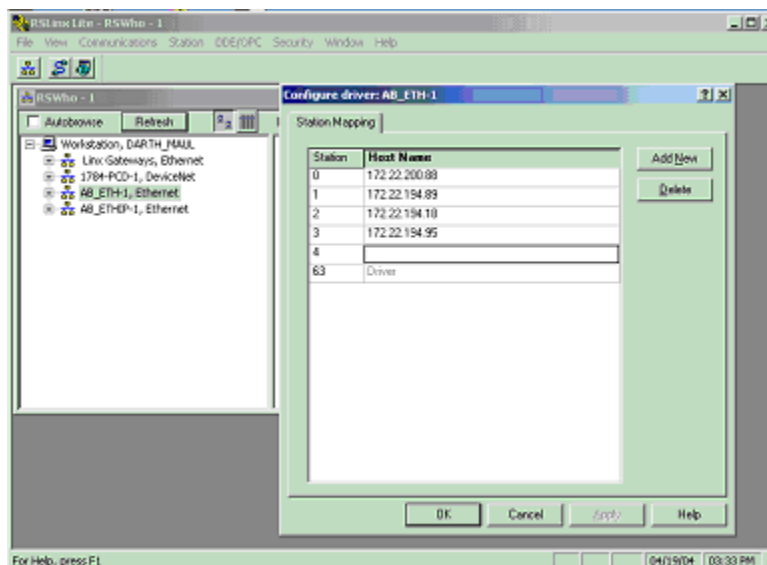 RSLinx Lite - RSWho - 1
File View Communications Station DDE/OPC Security Window Help
RSWho - 1
Autobrowse Refresh
Workstation, DARTH_MAUL
Linx Gateways, Ethernet
1784-PCD-1, DeviceNet
AB_ETH-1, Ethernet
AB_ETHIP-1, Ethernet
Configure driver: AB_ETH-1
Station Mapping
Station Host Name
0 172.22.200.88
1 172.22.194.89
2 172.22.194.18
3 172.22.194.95
4
63 Driver
Add New
Delete
OK Cancel Apply Help
For Help, press F1
04/19/04 03:33 PM